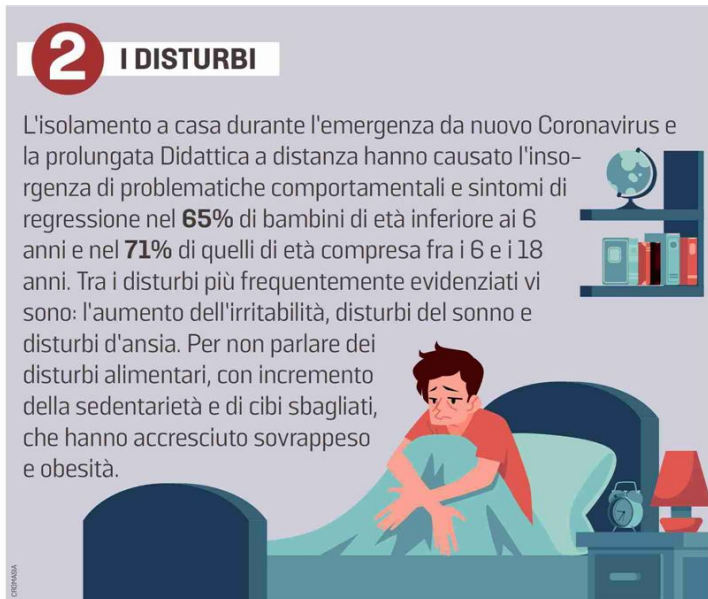 2 I DISTURBI
L'isolamento a casa durante l'emergenza da nuovo Coronavirus e
la prolungata Didattica a distanza hanno causato l'inso-
rgenza di problematiche comportamentali e sintomi di
regressione nel 65% di bambini di età inferiore ai 6
anni e nel 71% di quelli di età compresa fra i 6 e i 18
anni. Tra i disturbi più frequentemente evidenziati vi
sono: l'aumento dell'irritabilità, disturbi del sonno e
disturbi d'ansia. Per non parlare dei
disturbi alimentari, con incremento
della sedentarietà e di cibi sbagliati,
che hanno accresciuto sovrappeso
e obesità.
CROMASIA